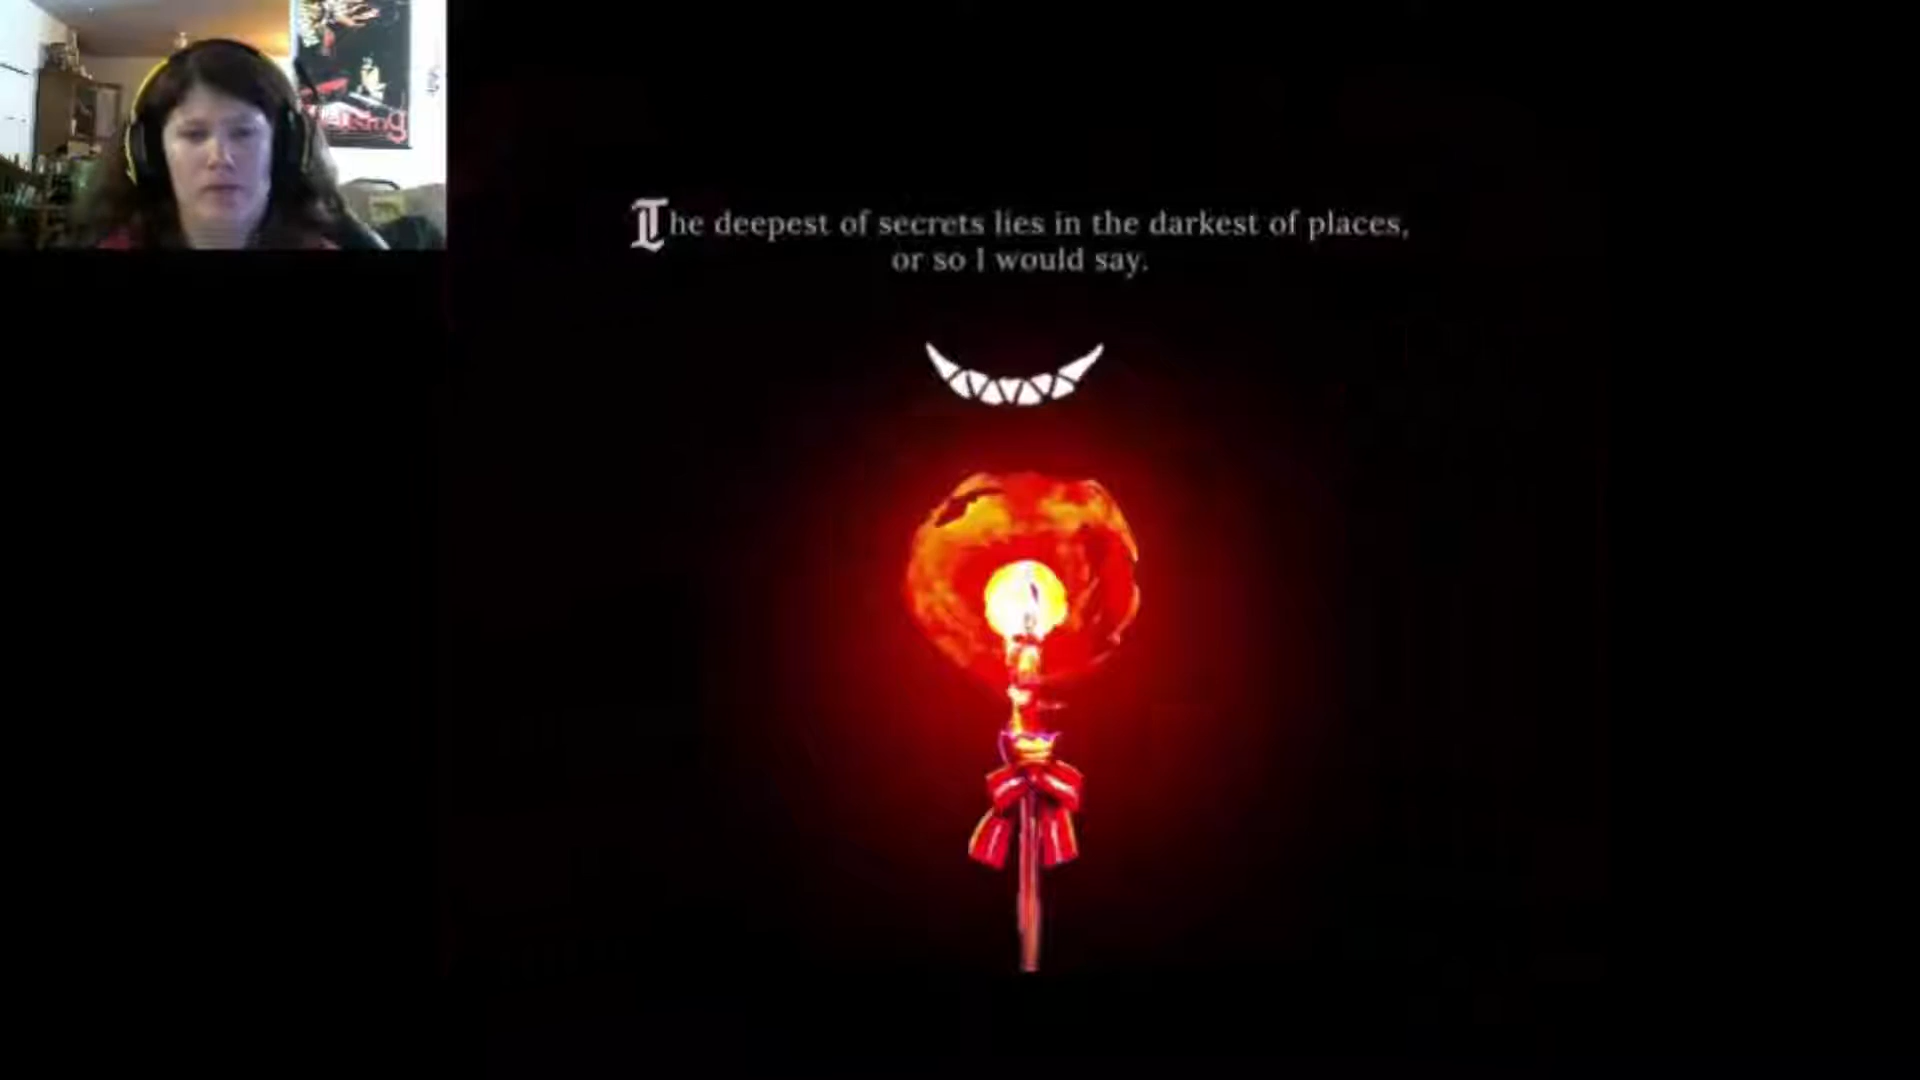 The deepest of secrets lies in the darkest of places,
or so I would say.